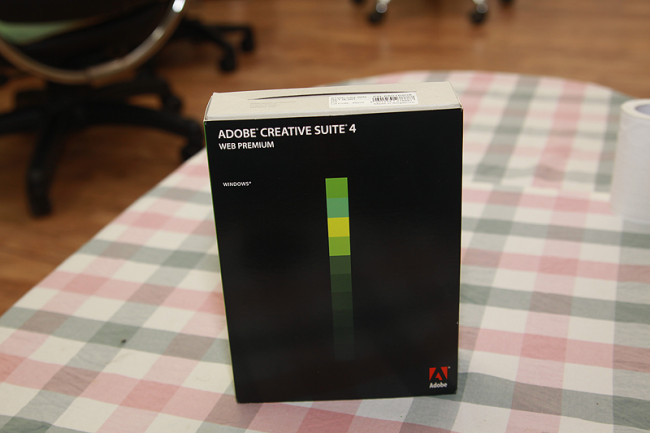 ADOBE® CREATIVE SUITE® 4
WEB PREMIUM
WINDOWS®
Adobe